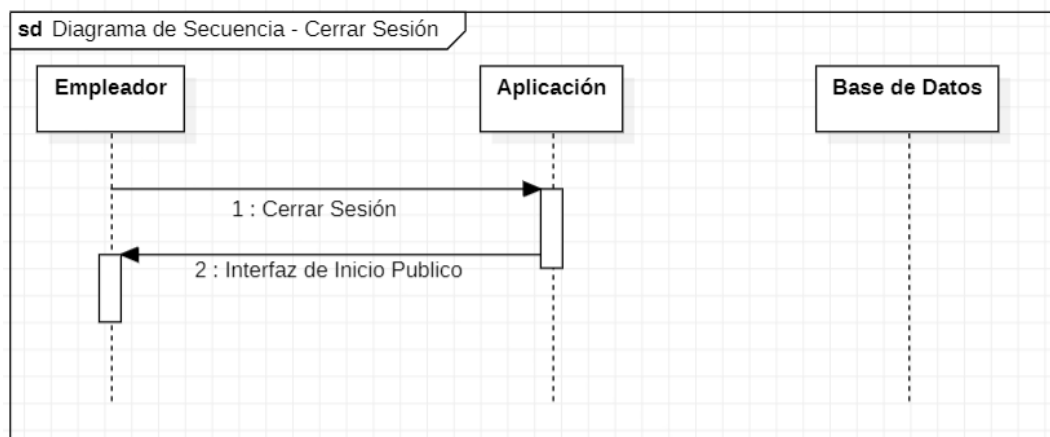 sd Diagrama de Secuencia - Cerrar Sesión
Empleador
Aplicación
Base de Datos
1 : Cerrar Sesión
2 : Interfaz de Inicio Publico